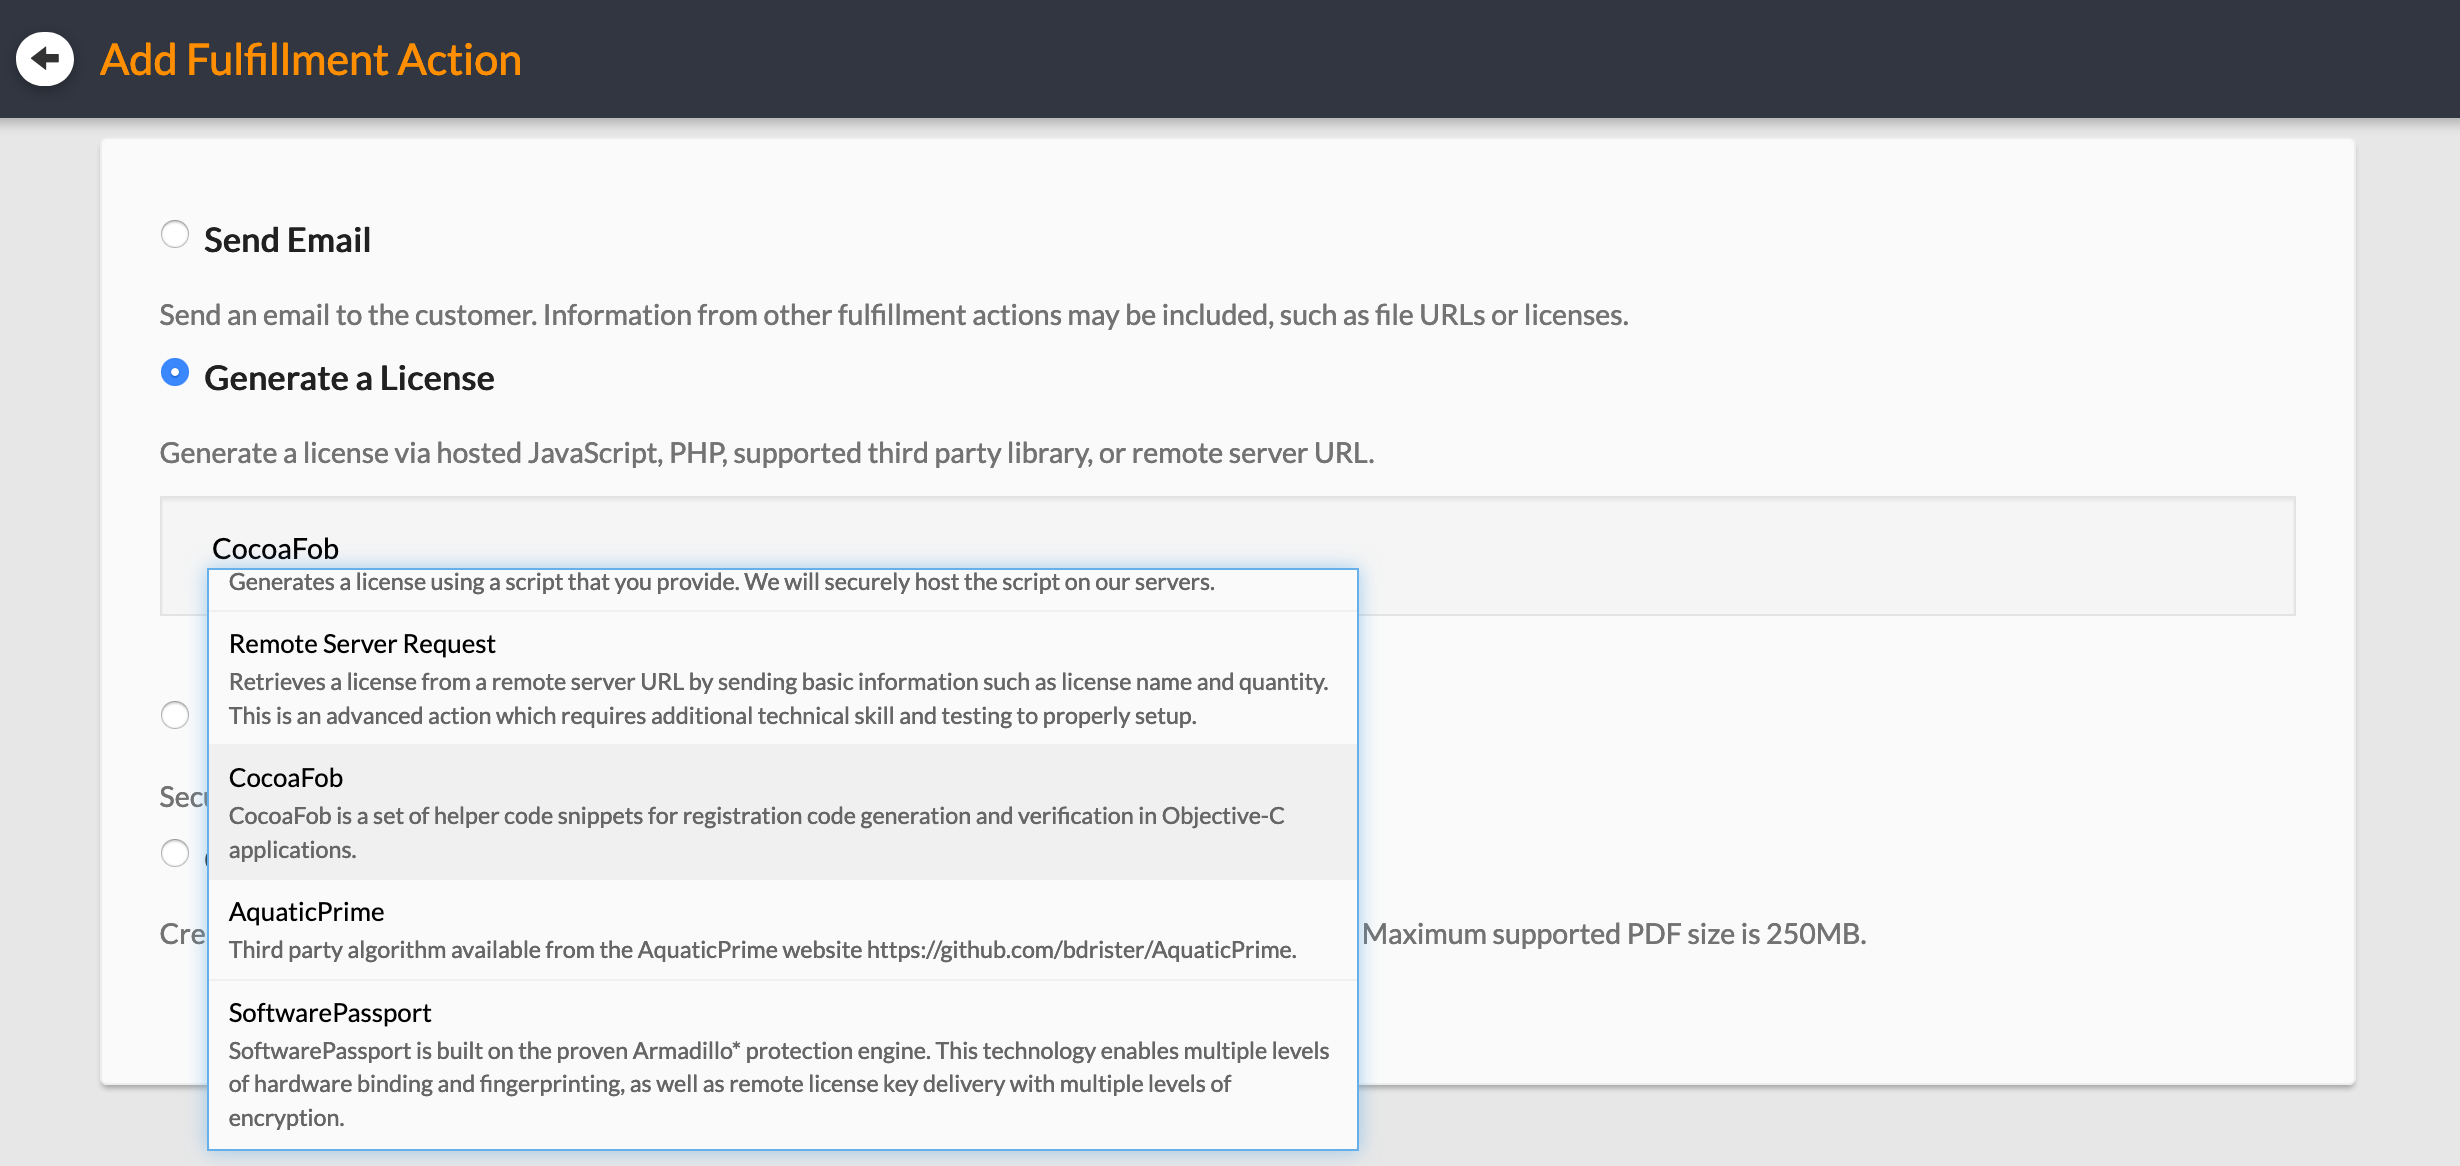 Add Fulfillment Action
Send Email
Send an email to the customer. Information from other fulfillment actions may be included, such as file URLs or licenses.
Generate a License
Generate a license via hosted JavaScript, PHP, supported third party library, or remote server URL.
CocoaFob
Generates a license using a script that you provide. We will securely host the script on our servers.
Remote Server Request
Retrieves a license from a remote server URL by sending basic information such as license name and quantity.
This is an advanced action which requires additional technical skill and testing to properly setup.
CocoaFob
CocoaFob is a set of helper code snippets for registration code generation and verification in Objective-C
applications.
AquaticPrime
Third party algorithm available from the AquaticPrime website https://github.com/bdrister/AquaticPrime.
Maximum supported PDF size is 250MB.
SoftwarePassport
SoftwarePassport is built on the proven Armadillo* protection engine. This technology enables multiple levels
of hardware binding and fingerprinting, as well as remote license key delivery with multiple levels of
encryption.